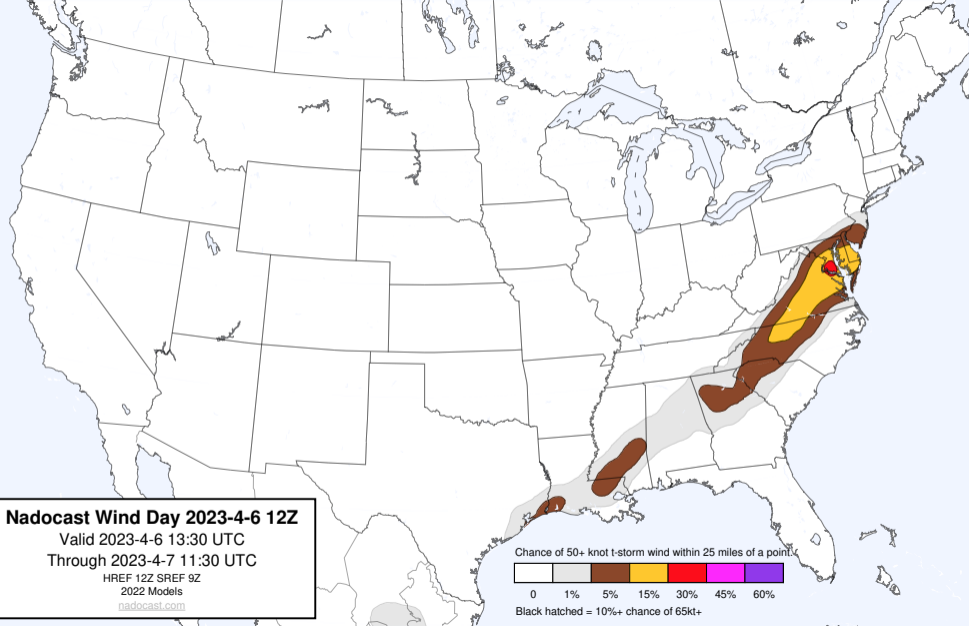 Nadocast Wind Day 2023-4-6 12Z
Valid 2023-4-6 13:30 UTC
Through 2023-4-7 11:30 UTC
HREF 12Z SREF 9Z
2022 Models
nadocast.com
Chance of 50+ knot t-storm wind within 25 miles of a point.
0 1% 5% 15% 30% 45% 60%
Black hatched = 10%+ chance of 65kt+